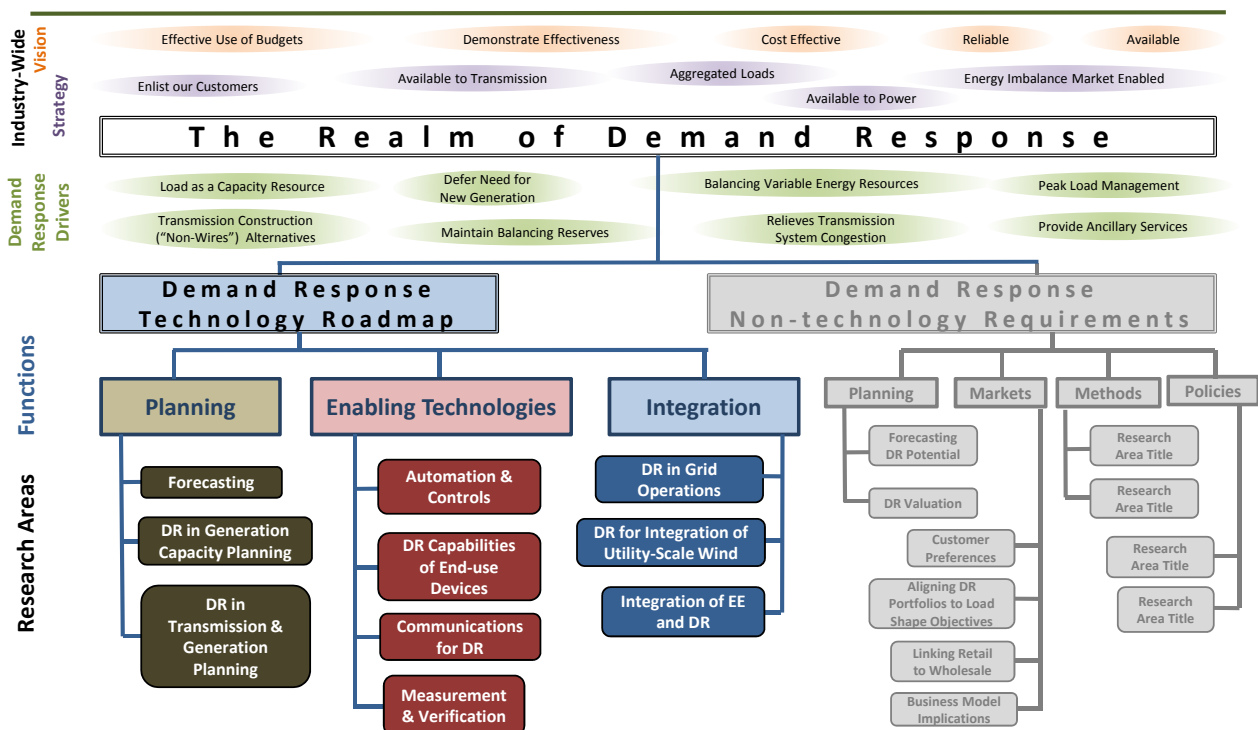 Industry-Wide
Vision
Strategy
Effective Use of Budgets
Demonstrate Effectiveness
Cost Effective
Reliable
Available
Enlist our Customers
Available to Transmission
Aggregated Loads
Available to Power
Energy Imbalance Market Enabled
The Realm of Demand Response
Demand
Response
Drivers
Load as a Capacity Resource
Defer Need for
New Generation
Balancing Variable Energy Resources
Peak Load Management
Transmission Construction
(“Non-Wires”) Alternatives
Maintain Balancing Reserves
Relieves Transmission
System Congestion
Provide Ancillary Services
Demand Response
Technology Roadmap
Demand Response
Non-technology Requirements
Functions
Planning
Enabling Technologies
Integration
Planning
Markets
Methods
Policies
Research Areas
Forecasting
DR in Generation
Capacity Planning
DR in
Transmission &
Generation
Planning
Automation &
Controls
DR Capabilities
of End-use
Devices
Communications
for DR
Measurement
& Verification
DR in Grid
Operations
DR for Integration of
Utility-Scale Wind
Integration of EE
and DR
Forecasting
DR Potential
DR Valuation
Customer
Preferences
Aligning DR
Portfolios to Load
Shape Objectives
Linking Retail
to Wholesale
Business Model
Implications
Research
Area Title
Research
Area Title
Research
Area Title
Research
Area Title